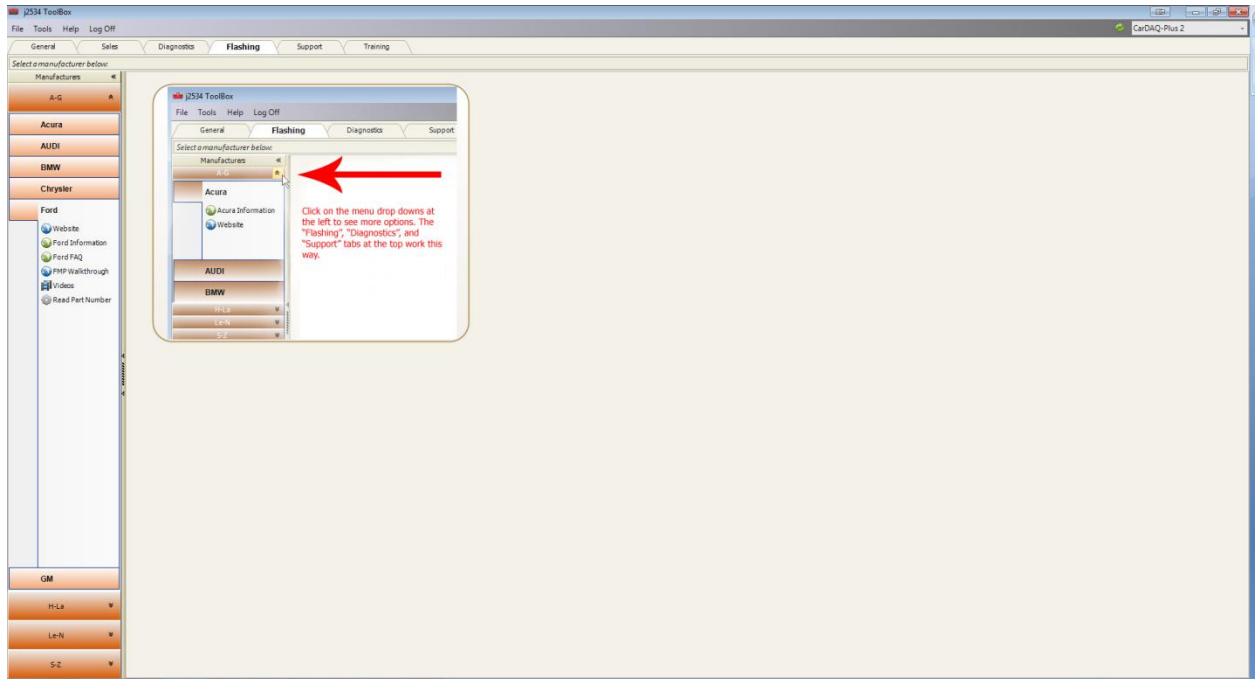 j2534 ToolBox
File Tools Help Log Off
CarDAQ-Plus 2
General Sales Diagnostics Flashing Support Training
Select a manufacturer below:
Manufacturers
A-G
Acura
AUDI
BMW
Chrysler
Ford
Website
Ford Information
Ford FAQ
FMP Walkthrough
Videos
Read Part Number
GM
H-La
Le-N
S-Z
j2534 ToolBox
File Tools Help Log Off
General Flashing Diagnostics Support
Select a manufacturer below:
Manufacturers
A-G
Acura
Acura Information
Website
AUDI
BMW
H-La
Le-N
S-Z
Click on the menu drop downs at
the left to see more options. The
"Flashing", "Diagnostics", and
"Support" tabs at the top work this
way.